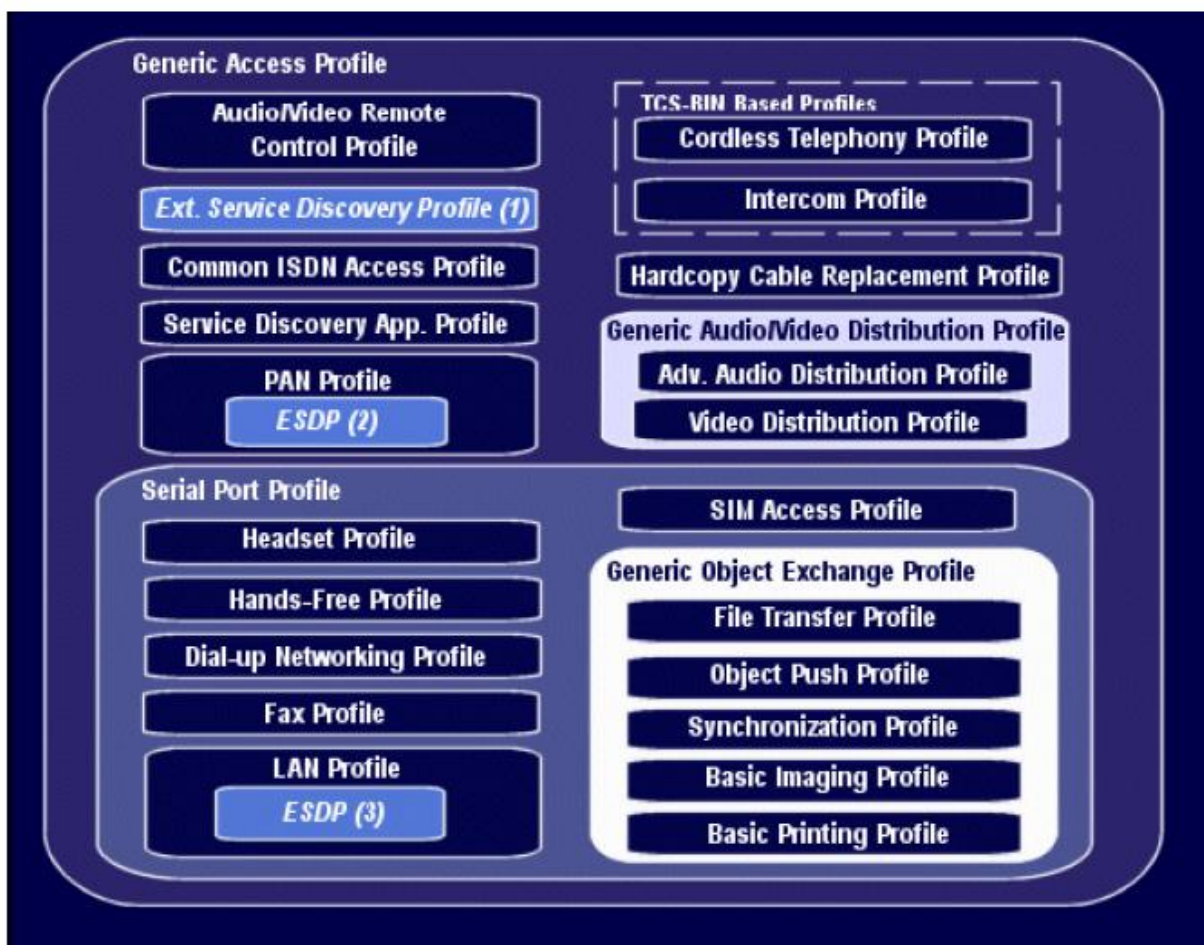 Generic Access Profile
Audio/Video Remote
Control Profile
Ext. Service Discovery Profile (1)
Common ISDN Access Profile
Service Discovery App. Profile
PAN Profile
ESDP (2)
TCS-BIN Based Profiles
Cordless Telephony Profile
Intercom Profile
Hardcopy Cable Replacement Profile
Generic Audio/Video Distribution Profile
Adv. Audio Distribution Profile
Video Distribution Profile
Serial Port Profile
Headset Profile
Hands-Free Profile
Dial-up Networking Profile
Fax Profile
LAN Profile
ESDP (3)
SIM Access Profile
Generic Object Exchange Profile
File Transfer Profile
Object Push Profile
Synchronization Profile
Basic Imaging Profile
Basic Printing Profile